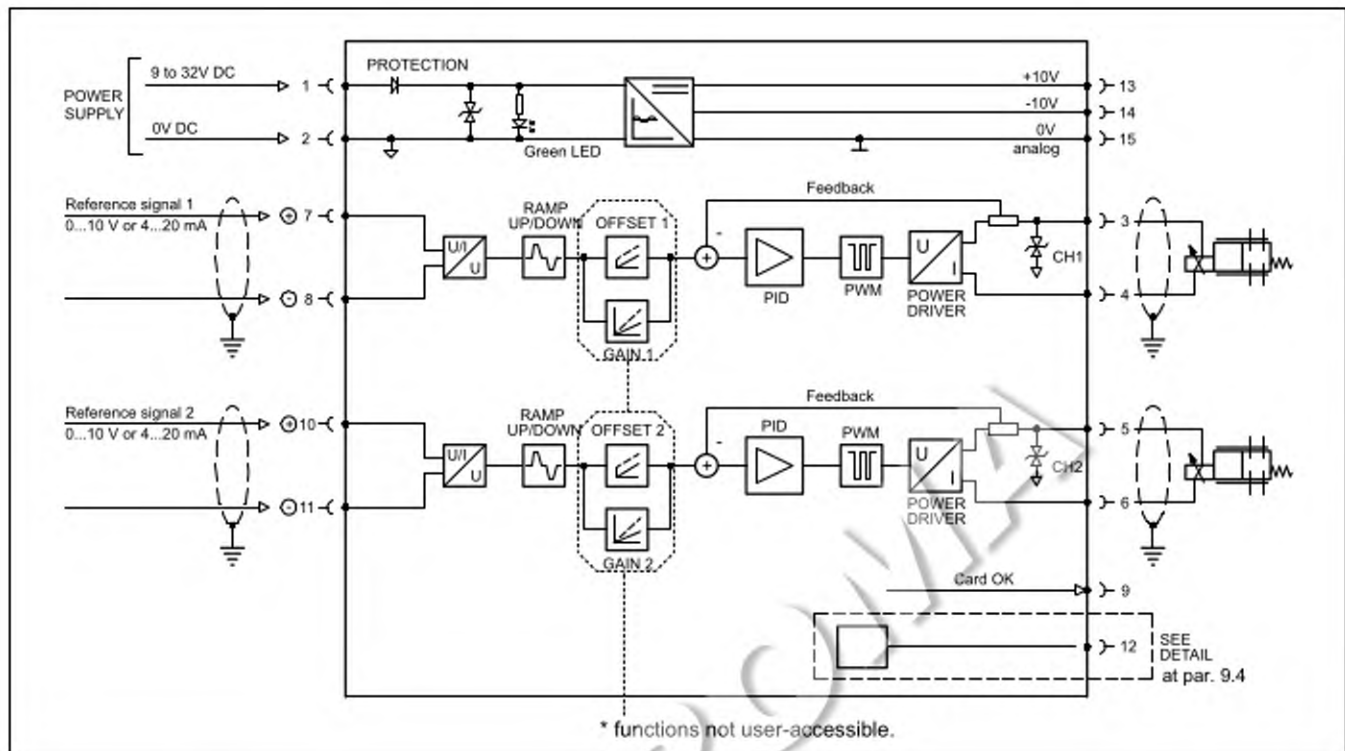 POWER
SUPPLY
9 to 32V DC
1
PROTECTION
+10V
13
-10V
14
0V DC
2
Green LED
0V
analog
15
Reference signal 1
0...10 V or 4...20 mA
+ 7
- 8
U/I
U
RAMP
UP/DOWN
OFFSET 1
GAIN 1
Feedback
-
+
PID
PWM
U
I
POWER
DRIVER
CH1
3
4
Reference signal 2
0...10 V or 4...20 mA
+ 10
- 11
U/I
U
RAMP
UP/DOWN
OFFSET 2
GAIN 2
Feedback
-
+
PID
PWM
U
I
POWER
DRIVER
CH2
5
6
Card OK
9
12
SEE
DETAIL
at par. 9.4
* functions not user-accessible.